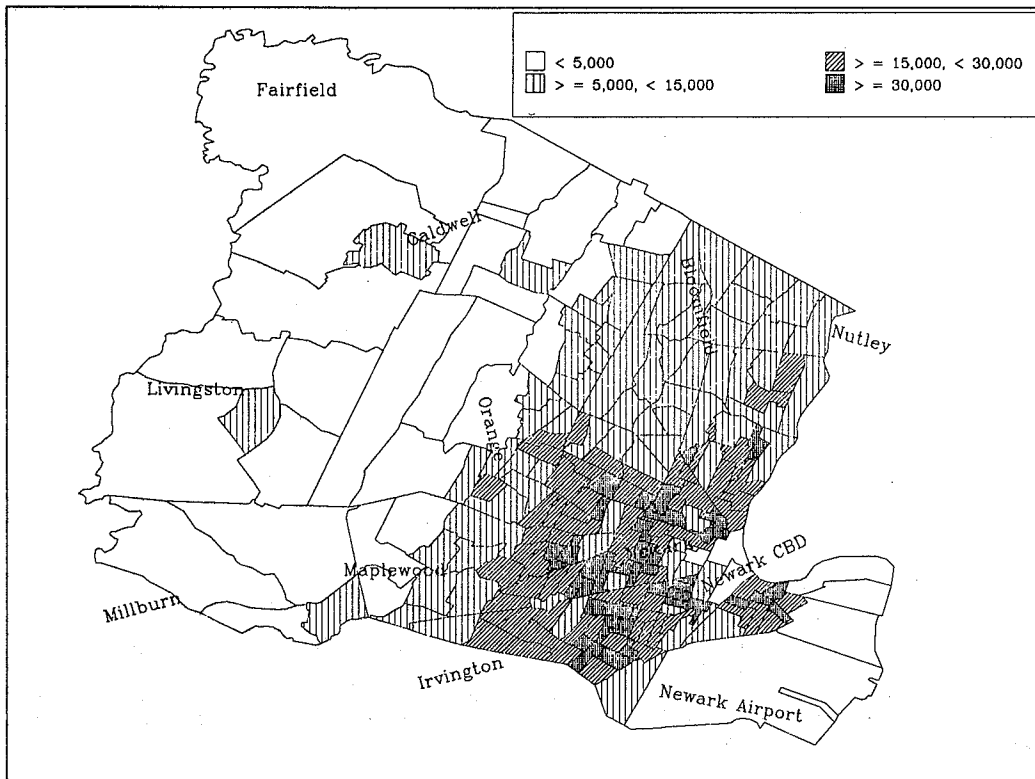 < 5,000
> = 5,000, < 15,000
> = 15,000, < 30,000
> = 30,000
Fairfield
Caldwell
Bloomfield
Nutley
Livingston
Orange
Maplewood
Newark CBD
Millburn
Irvington
Newark Airport